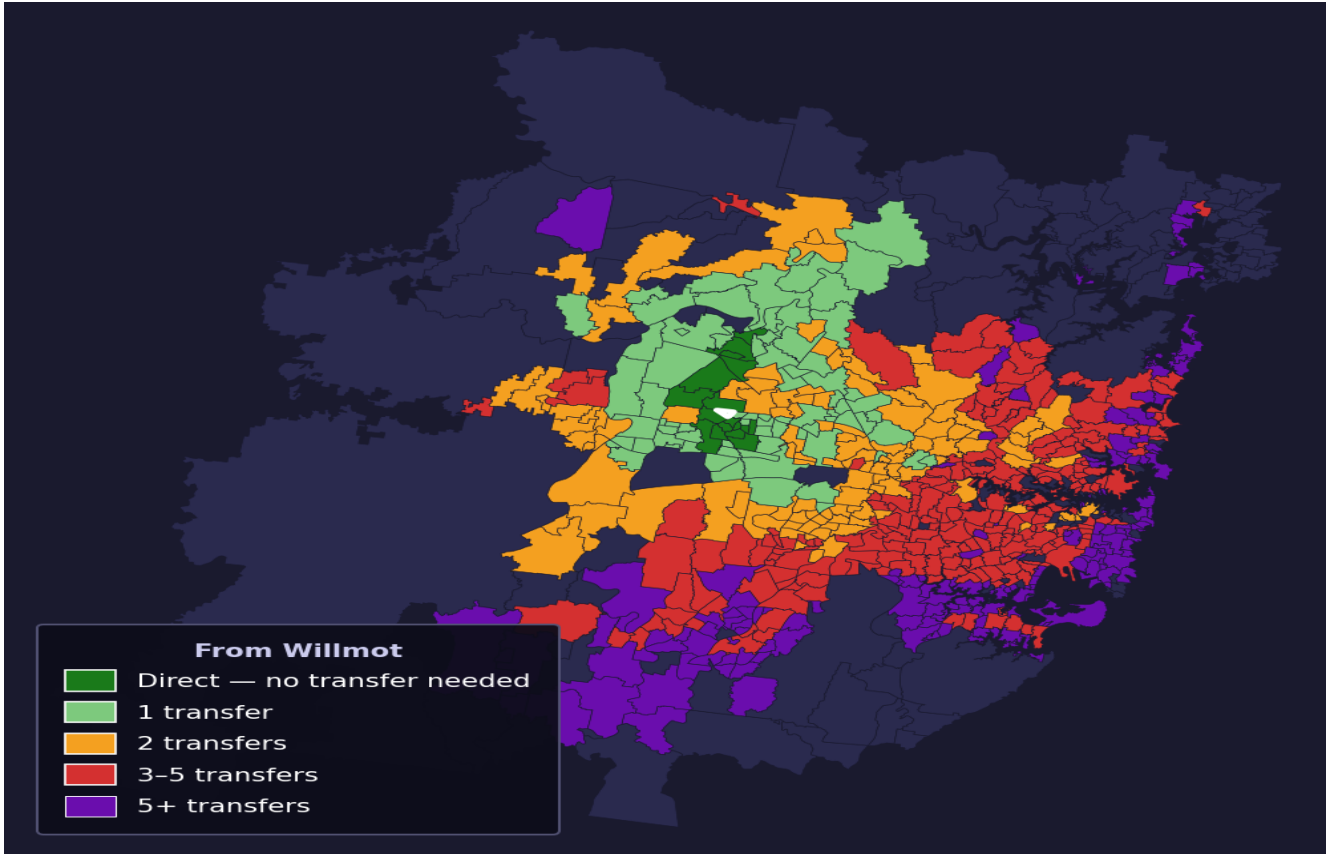 From Willmot
Direct — no transfer needed
1 transfer
2 transfers
3–5 transfers
5+ transfers